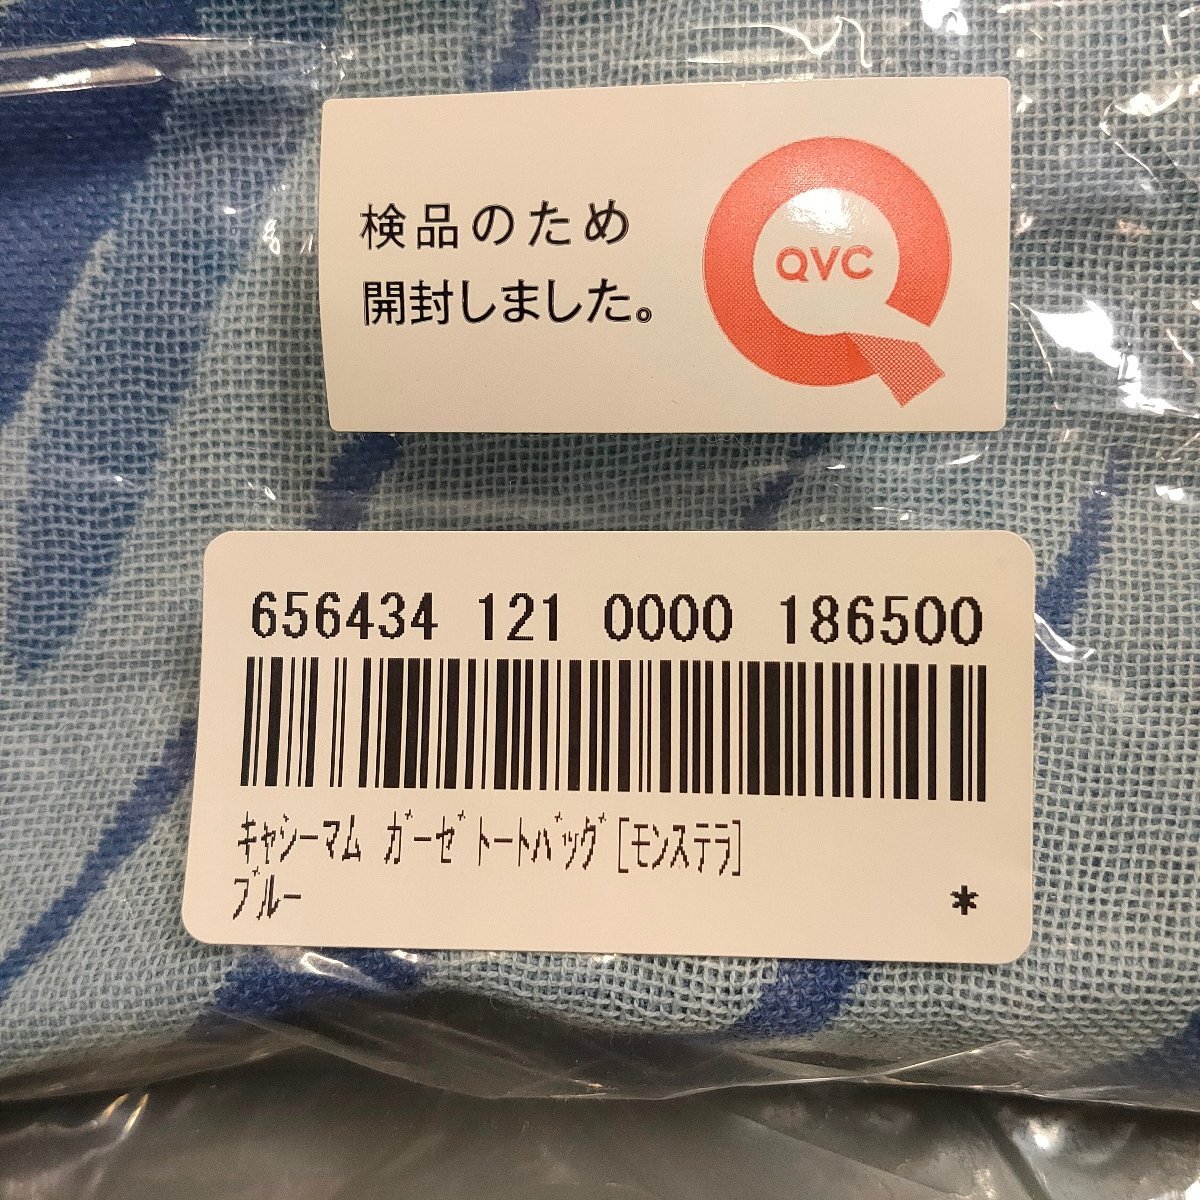 検品のため
開封しました。
QVC
656434 121 0000 186500
ｷｬｼｰﾏﾑ ｶﾞｰｾﾞﾄｰﾄﾊﾞｯｸﾞ[ﾓﾝｽﾃﾗ]
ﾌﾞﾙｰ *